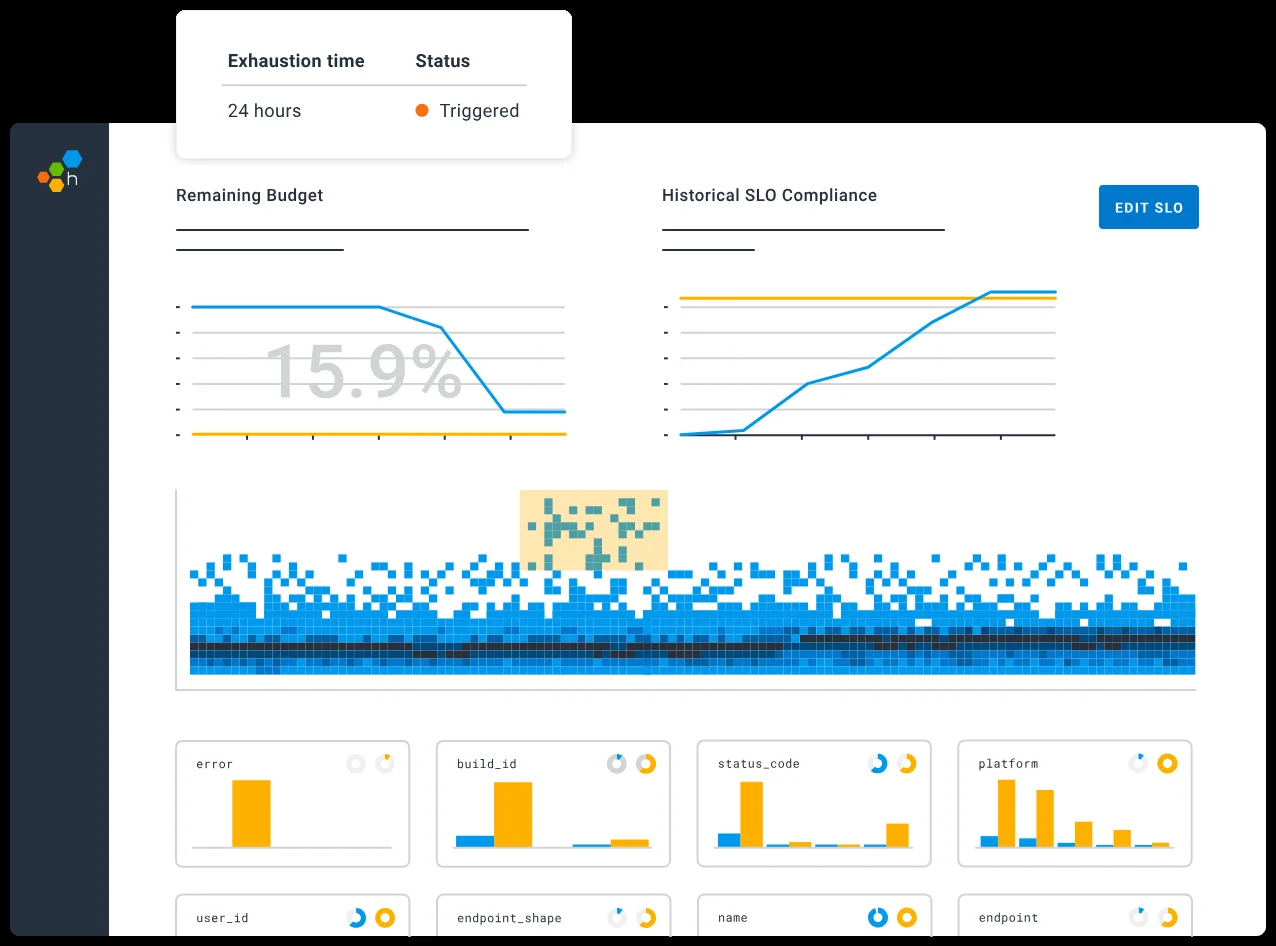 Exhaustion time Status
24 hours Triggered
h
Remaining Budget Historical SLO Compliance EDIT SLO
15.9%
error build_id status_code platform
user_id endpoint_shape name endpoint